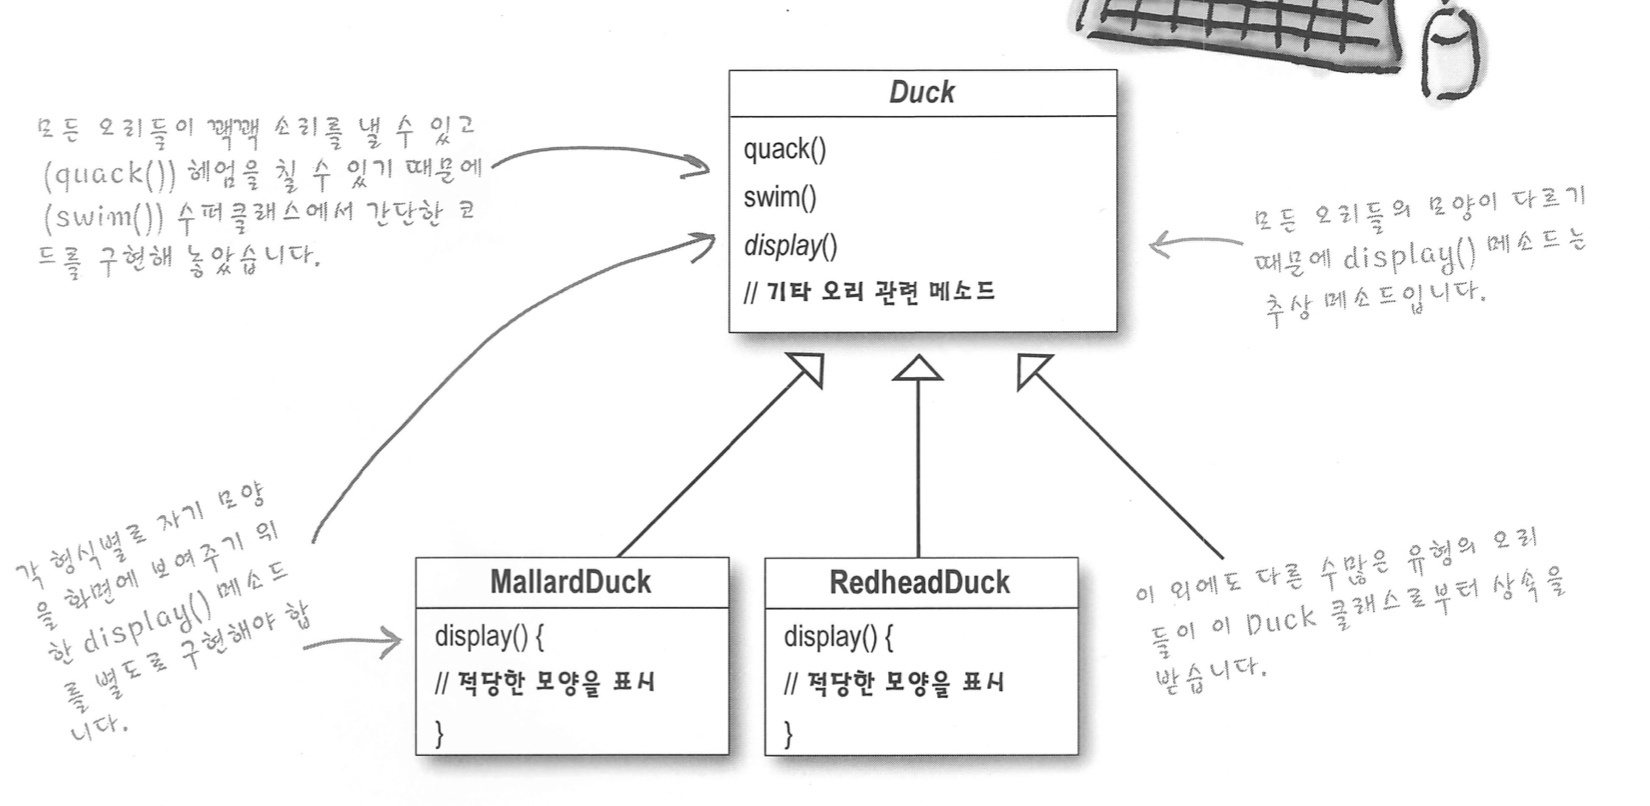 Duck
quack()
swim()
display()
// 기타 오리 관련 메소드
모든 오리들이 꽥꽥 소리를 낼 수 있고
(quack()) 헤엄을 칠 수 있기 때문에
(swim()) 수퍼클래스에서 간단한 코
드를 구현해 놓았습니다.
모든 오리들의 모양이 다르기
때문에 display() 메소드는
추상 메소드입니다.
각 형식별로 자기 모양
을 화면에 보여주기 위
한 display() 메소드
를 별도로 구현해야 합
니다.
MallardDuck
display() {
// 적당한 모양을 표시
}
RedheadDuck
display() {
// 적당한 모양을 표시
}
이 외에도 다른 수많은 유형의 오리
들이 이 Duck 클래스로부터 상속을
받습니다.